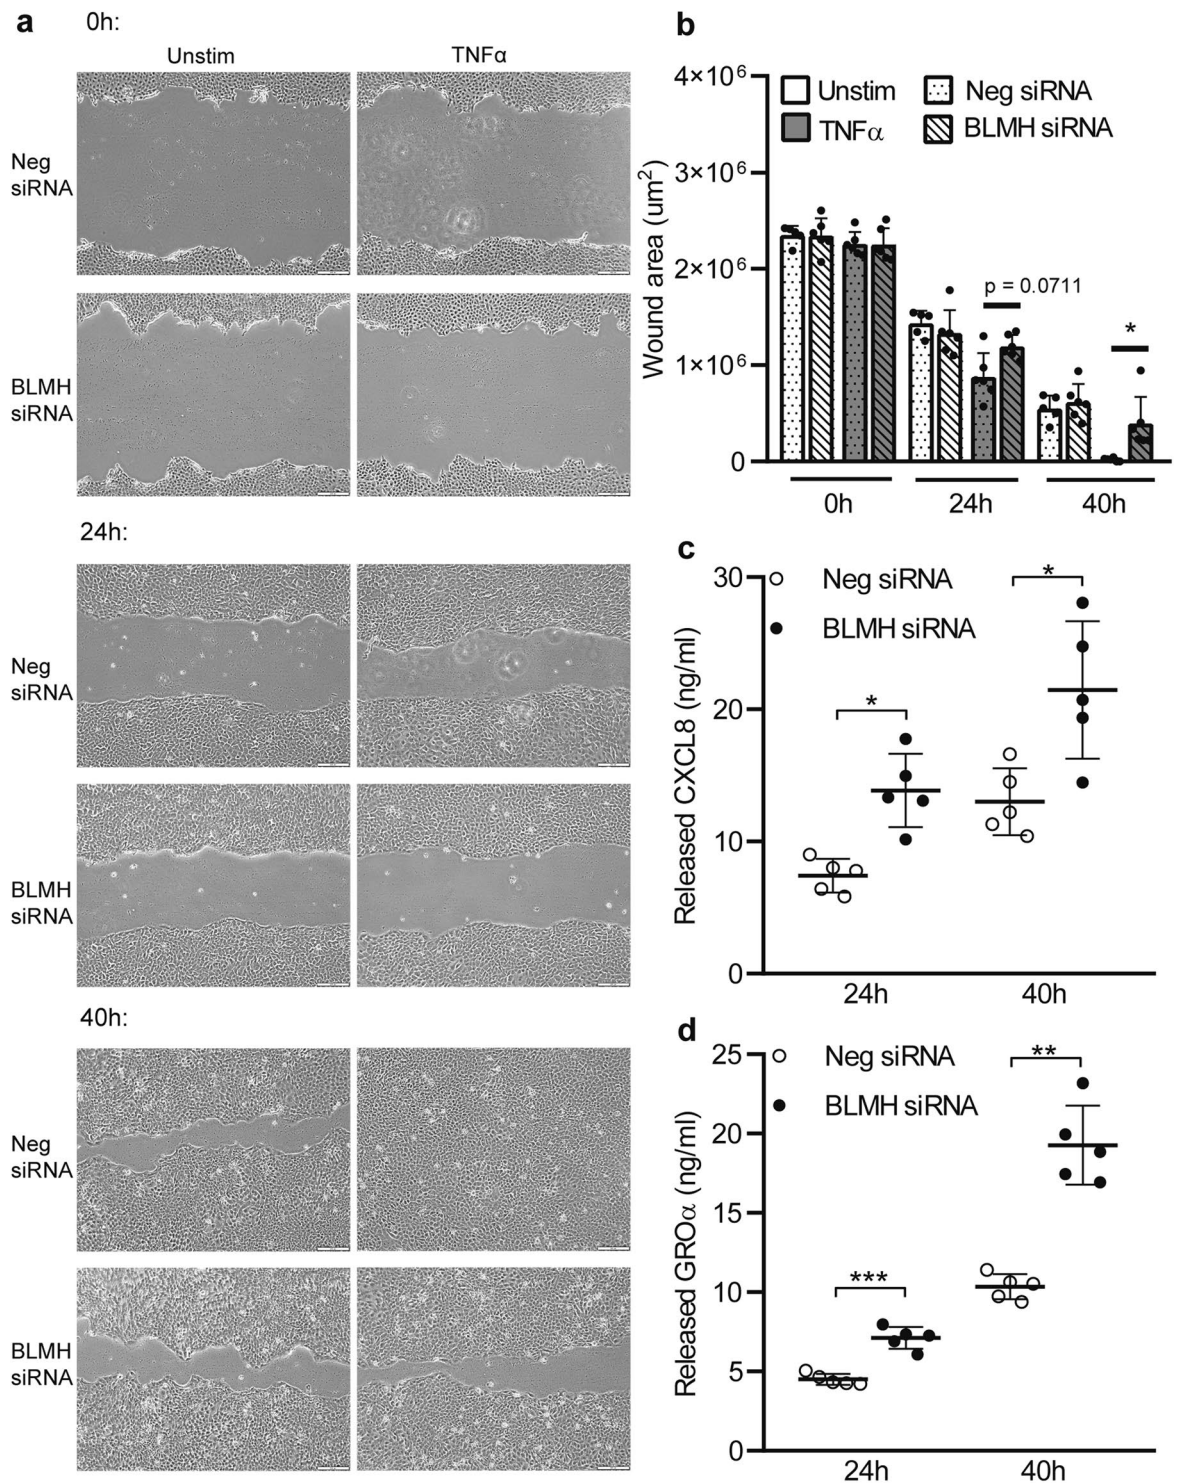 a
0h:
Unstim
TNFα
Neg
siRNA
BLMH
siRNA
24h:
Neg
siRNA
BLMH
siRNA
40h:
Neg
siRNA
BLMH
siRNA
b
Wound area (um²)
4×10⁶
3×10⁶
2×10⁶
1×10⁶
0
Unstim
Neg siRNA
TNFα
BLMH siRNA
p = 0.0711
*
0h
24h
40h
c
Released CXCL8 (ng/ml)
30
20
10
0
Neg siRNA
BLMH siRNA
*
*
24h
40h
d
Released GROα (ng/ml)
25
20
15
10
5
0
Neg siRNA
BLMH siRNA
***
**
24h
40h